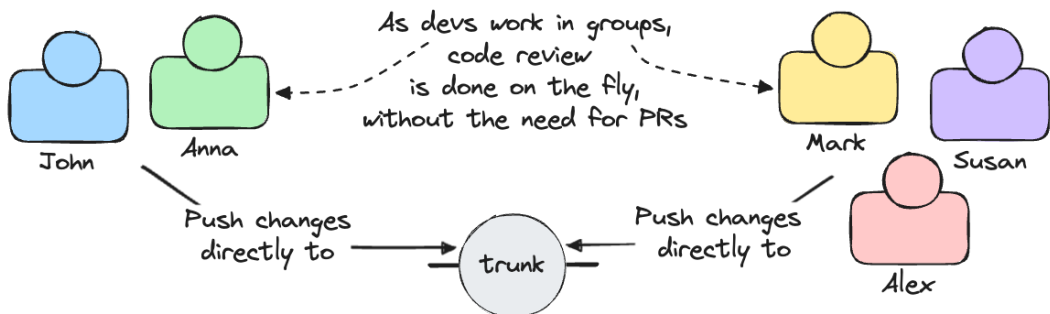 As devs work in groups,
code review
is done on the fly,
without the need for PRs
John
Anna
Mark
Susan
Alex
Push changes
directly to
trunk
Push changes
directly to